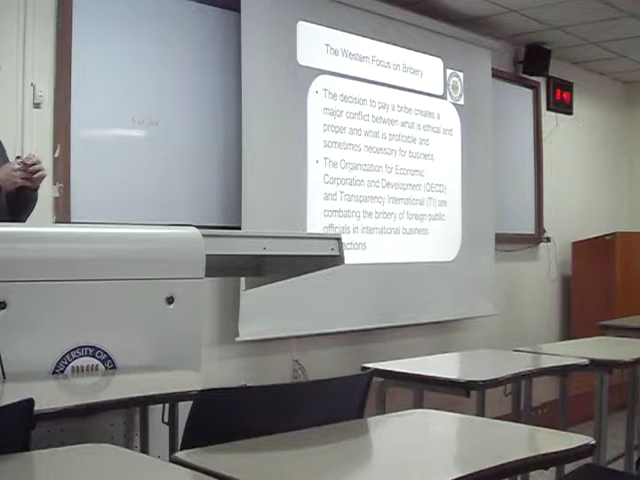 The Western Focus on Bribery
• The decision to pay a bribe creates a
major conflict between what is ethical and
proper and what is profitable and
sometimes necessary for business
• The Organization for Economic
Corporation and Development (OECD)
and Transparency International (TI) are
combating the bribery of foreign public
officials in international business
UNIVERSITY OF